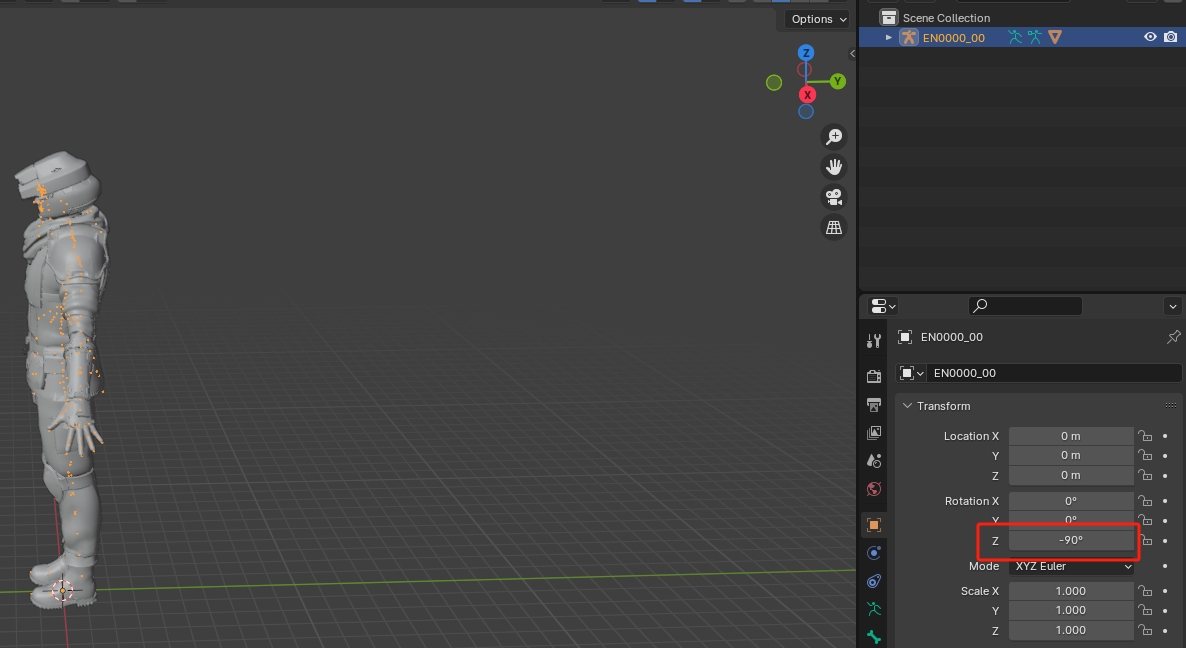 Options
Z
Y
X
Scene Collection
EN0000_00
EN0000_00
EN0000_00
Transform
Location X 0 m
Y 0 m
Z 0 m
Rotation X 0°
Y 0°
Z -90°
Mode XYZ Euler
Scale X 1.000
Y 1.000
Z 1.000